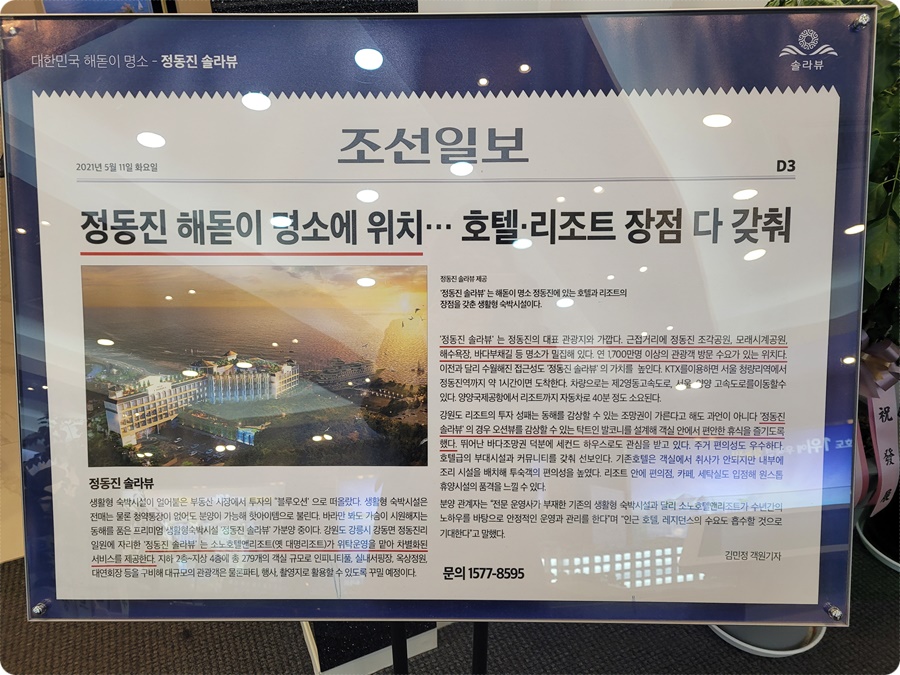 대한민국 해돋이 명소 - 정동진 솔라뷰
솔라뷰
조선일보
2021년 5월 11일 화요일
D3
정동진 해돋이 명소에 위치… 호텔·리조트 장점 다 갖춰
정동진 솔라뷰 제공
'정동진 솔라뷰' 는 해돋이 명소 정동진에 있는 호텔과 리조트의
장점을 갖춘 생활형 숙박시설이다.
정동진 솔라뷰
생활형 숙박시설이 얼어붙은 부동산 시장에서 투자의 "블루오션' 으로 떠올랐다. 생활형 숙박시설은
전매는 물론 청약통장이 없어도 분양이 가능해 핫아이템으로 불린다. 바라만 봐도 가슴이 시원해지는
동해를 품은 프리미엄 생활형숙박시설 '정동진 솔라뷰' 가분양 중이다. 강원도 강릉시 강동면 정동진리
일원에 자리한 '정동진 솔라뷰' 는 소노호텔앤리조트(옛 대명리조트)가 위탁운영을 맡아 차별화된
서비스를 제공한다. 지하 2층~지상 4층에 총 279개의 객실 규모로 인피니티풀, 실내서핑장, 옥상정원,
대연회장 등을 구비해 대규모의 관광객은 물론파티, 행사, 촬영지로 활용할 수 있도록 꾸밀 예정이다.
'정동진 솔라뷰' 는 정동진의 대표 관광지와 가깝다. 근접거리에 정동진 조각공원, 모래시계공원,
해수욕장, 바다부채길 등 명소가 밀집해 있다. 연 1,700만명 이상의 관광객 방문 수요가 있는 위치다.
이전과 달리 수월해진 접근성도 '정동진 솔라뷰' 의 가치를 높인다. KTX를이용하면 서울 청량리역에서
정동진역까지 약 1시간이면 도착한다. 차량으로는 제2영동고속도로, 서울 양양 고속도로를이동할수
있다. 양양국제공항에서 리조트까지 자동차로 40분 정도 소요된다.
강원도 리조트의 투자 성패는 동해를 감상할 수 있는 조망권이 가른다고 해도 과언이 아니다 '정동진
솔라뷰' 의 경우 오션뷰를 감상할 수 있는 탁트인 발코니를 설계해 객실 안에서 편안한 휴식을 즐기도록
했다. 뛰어난 바다조망권 덕분에 세컨드 하우스로도 관심을 받고 있다. 주거 편의성도 우수하다.
호텔급의 부대시설과 커뮤니티를 갖춰 선보인다. 기존호텔은 객실에서 취사가 안되지만 내부에
조리 시설을 배치해 투숙객의 편의성을 높였다. 리조트 안에 편의점, 카페, 세탁실도 입점해 원스톱
휴양시설의 품격을 느낄 수 있다.
분양 관계자는 "전문 운영사가 부재한 기존의 생활형 숙박시설과 달리 소노호텔앤리조트가 수년간의
노하우를 바탕으로 안정적인 운영과 관리를 한다"며 "인근 호텔, 레지던스의 수요도 흡수할 것으로
기대한다"고 말했다.
김민정 객원기자
문의 1577-8595
祝
發